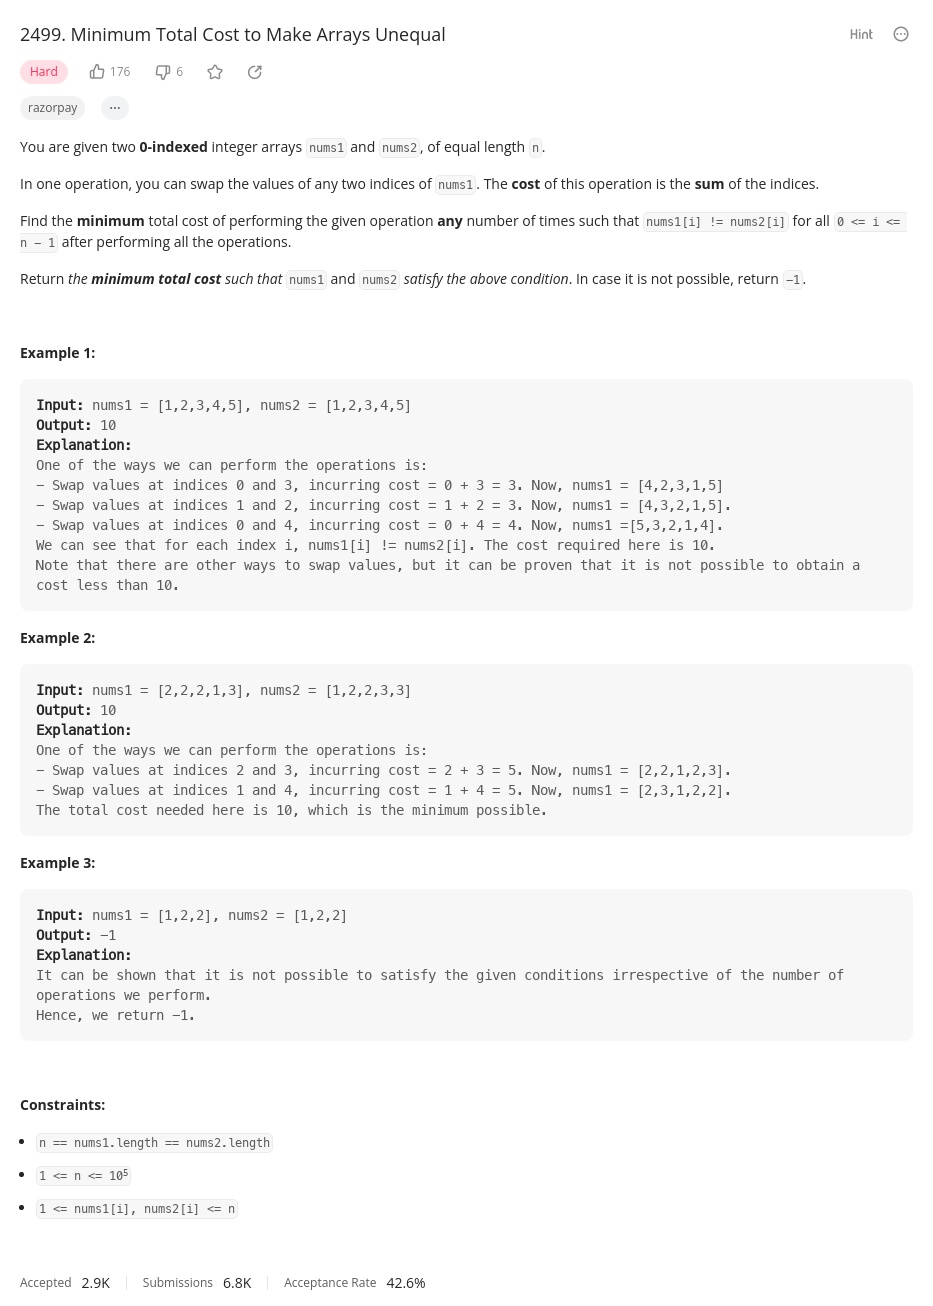 2499. Minimum Total Cost to Make Arrays Unequal
Hint
Hard 176 6
razorpay ...
You are given two 0-indexed integer arrays nums1 and nums2, of equal length n.
In one operation, you can swap the values of any two indices of nums1. The cost of this operation is the sum of the indices.
Find the minimum total cost of performing the given operation any number of times such that nums1[i] != nums2[i] for all 0 <= i <=
n - 1 after performing all the operations.
Return the minimum total cost such that nums1 and nums2 satisfy the above condition. In case it is not possible, return -1.
Example 1:
Input: nums1 = [1,2,3,4,5], nums2 = [1,2,3,4,5]
Output: 10
Explanation:
One of the ways we can perform the operations is:
- Swap values at indices 0 and 3, incurring cost = 0 + 3 = 3. Now, nums1 = [4,2,3,1,5]
- Swap values at indices 1 and 2, incurring cost = 1 + 2 = 3. Now, nums1 = [4,3,2,1,5].
- Swap values at indices 0 and 4, incurring cost = 0 + 4 = 4. Now, nums1 =[5,3,2,1,4].
We can see that for each index i, nums1[i] != nums2[i]. The cost required here is 10.
Note that there are other ways to swap values, but it can be proven that it is not possible to obtain a
cost less than 10.
Example 2:
Input: nums1 = [2,2,2,1,3], nums2 = [1,2,2,3,3]
Output: 10
Explanation:
One of the ways we can perform the operations is:
- Swap values at indices 2 and 3, incurring cost = 2 + 3 = 5. Now, nums1 = [2,2,1,2,3].
- Swap values at indices 1 and 4, incurring cost = 1 + 4 = 5. Now, nums1 = [2,3,1,2,2].
The total cost needed here is 10, which is the minimum possible.
Example 3:
Input: nums1 = [1,2,2], nums2 = [1,2,2]
Output: -1
Explanation:
It can be shown that it is not possible to satisfy the given conditions irrespective of the number of
operations we perform.
Hence, we return -1.
Constraints:
• n == nums1.length == nums2.length
• 1 <= n <= 10⁵
• 1 <= nums1[i], nums2[i] <= n
Accepted 2.9K Submissions 6.8K Acceptance Rate 42.6%